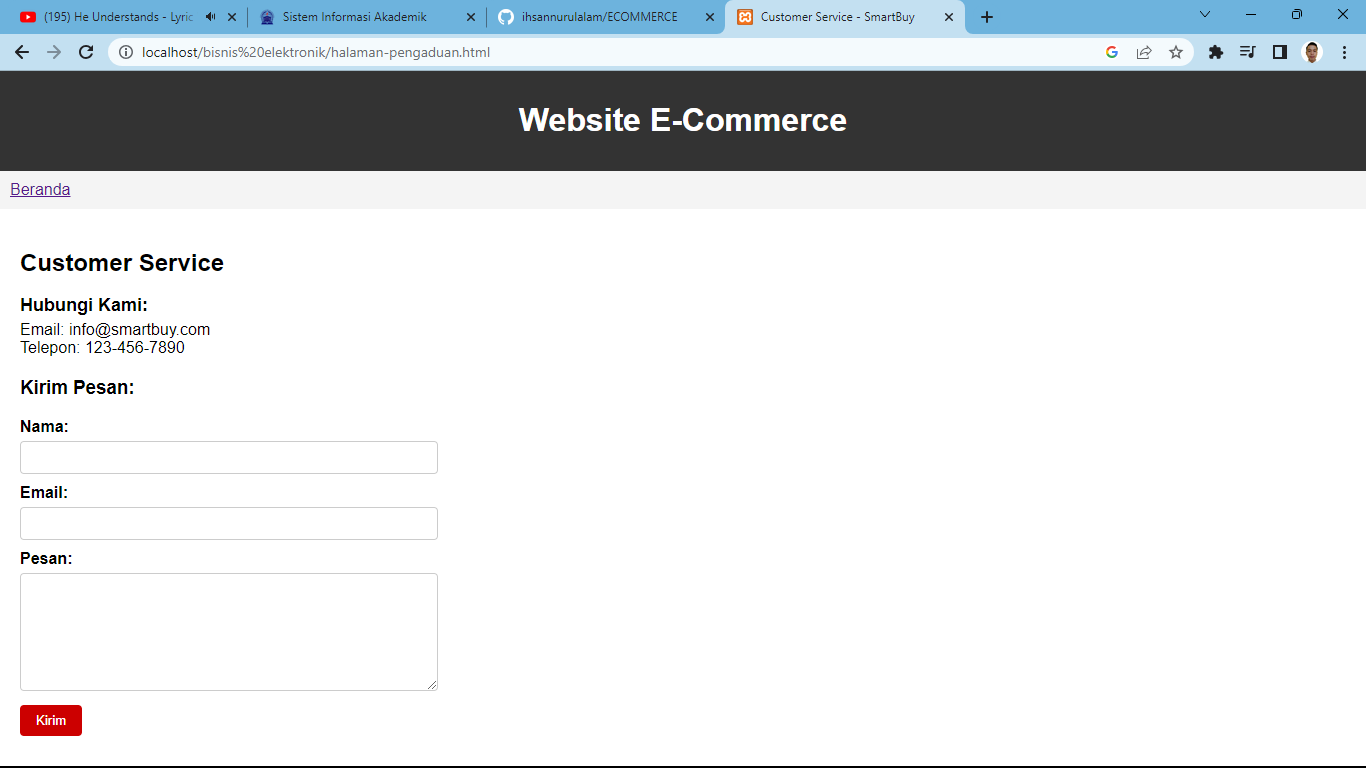 (195) He Understands - Lyric
Sistem Informasi Akademik
ihsannurulalam/ECOMMERCE
Customer Service - SmartBuy
localhost/bisnis%20elektronik/halaman-pengaduan.html
Website E-Commerce
Beranda
Customer Service
Hubungi Kami:
Email: info@smartbuy.com
Telepon: 123-456-7890
Kirim Pesan:
Nama:
Email:
Pesan:
Kirim